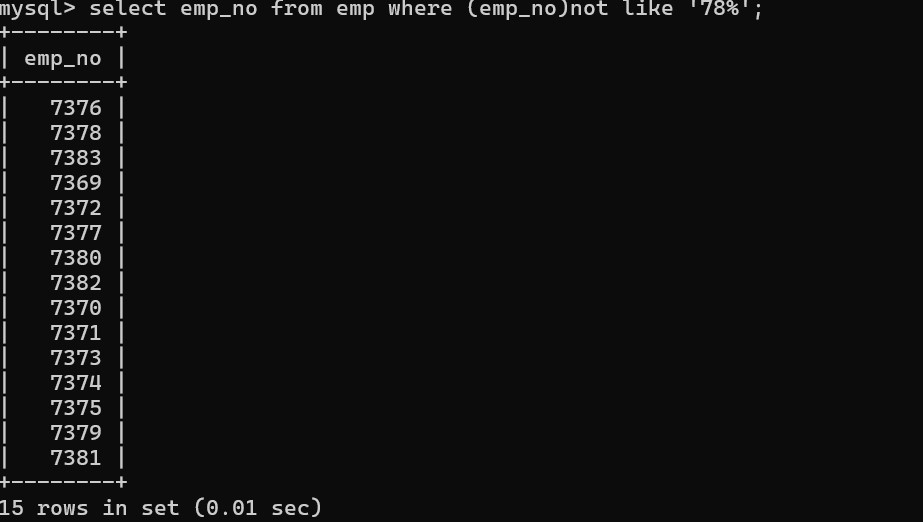 mysql> select emp_no from emp where (emp_no)not like '78%';
+--------+
| emp_no |
+--------+
|   7376 |
|   7378 |
|   7383 |
|   7369 |
|   7372 |
|   7377 |
|   7380 |
|   7382 |
|   7370 |
|   7371 |
|   7373 |
|   7374 |
|   7375 |
|   7379 |
|   7381 |
+--------+
15 rows in set (0.01 sec)